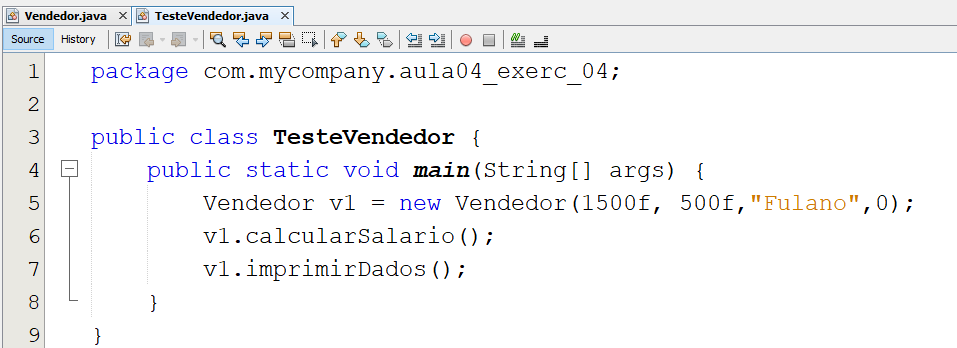 Vendedor.java TesteVendedor.java
Source History
1 package com.mycompany.aula04_exerc_04;
2
3 public class TesteVendedor {
4 public static void main(String[] args) {
5 Vendedor v1 = new Vendedor(1500f, 500f,"Fulano",0);
6 v1.calcularSalario();
7 v1.imprimirDados();
8 }
9 }